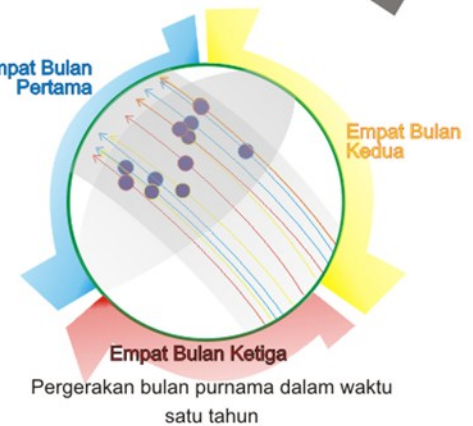 mpat Bulan
Pertama
Empat Bulan
Kedua
Empat Bulan Ketiga
Pergerakan bulan purnama dalam waktu
satu tahun